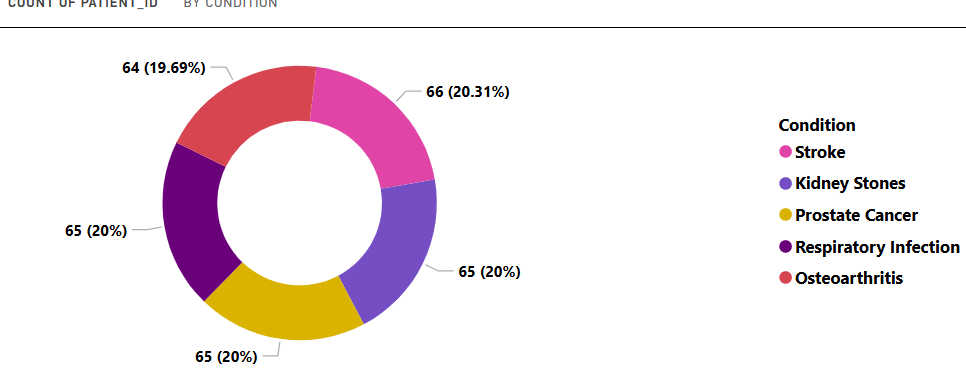 COUNT OF PATIENT_ID BY CONDITION
64 (19.69%)
66 (20.31%)
65 (20%)
65 (20%)
65 (20%)
Condition
Stroke
Kidney Stones
Prostate Cancer
Respiratory Infection
Osteoarthritis